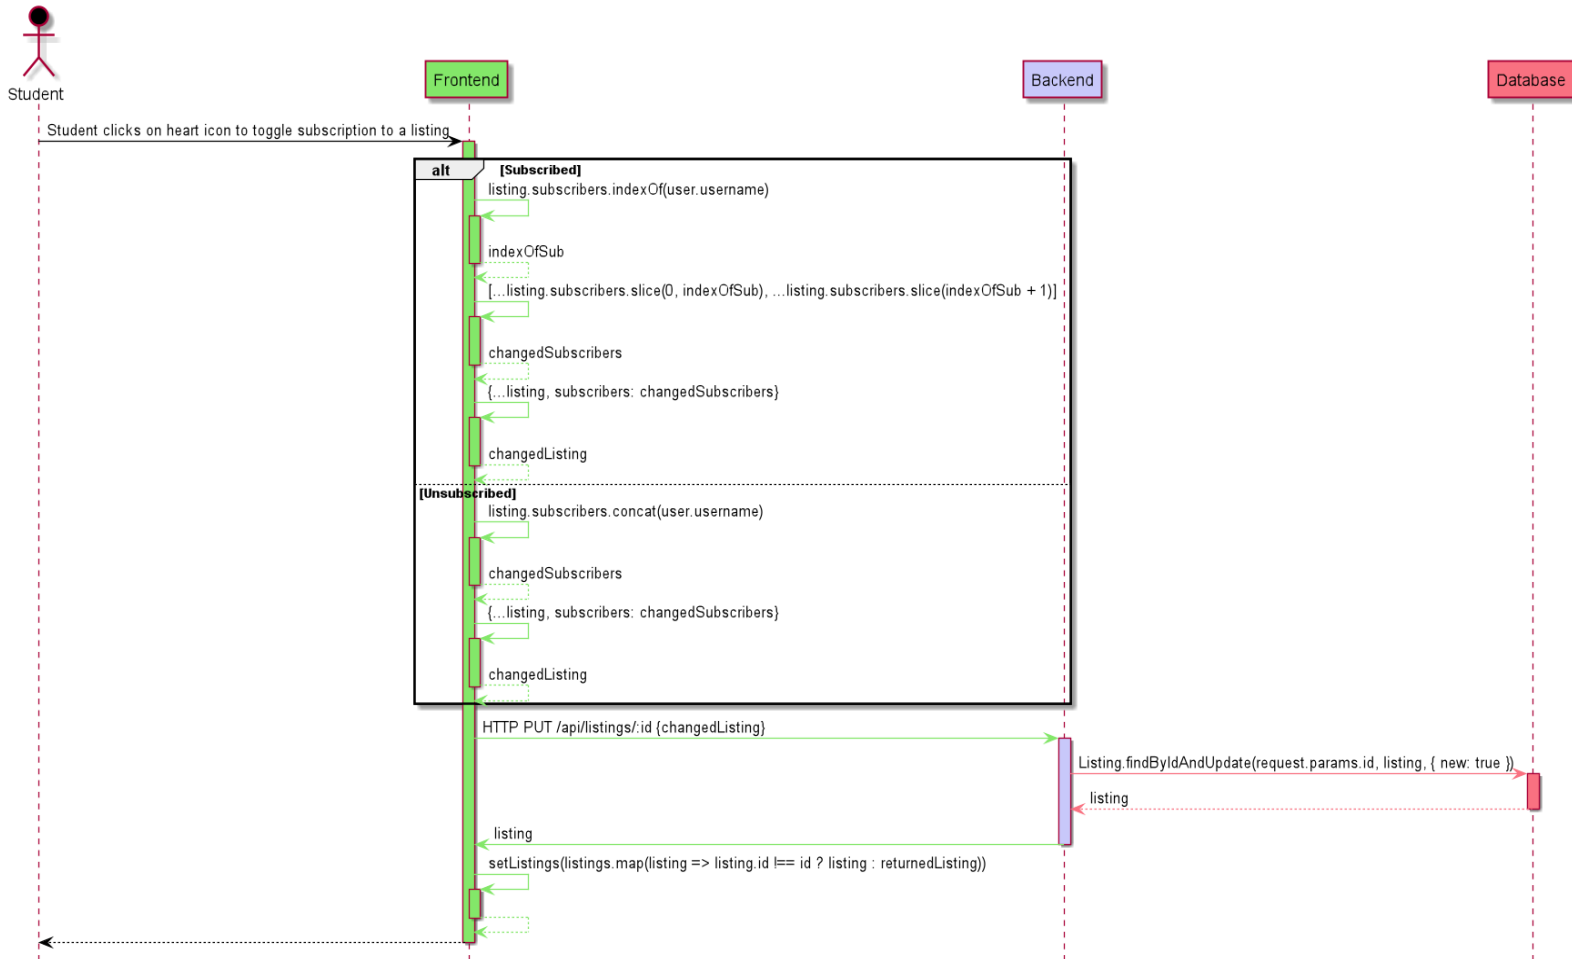 Student
Frontend
Backend
Database
Student clicks on heart icon to toggle subscription to a listing
alt
[Subscribed]
listing.subscribers.indexOf(user.username)
indexOfSub
[...listing.subscribers.slice(0, indexOfSub), ...listing.subscribers.slice(indexOfSub + 1)]
changedSubscribers
{...listing, subscribers: changedSubscribers}
changedListing
[Unsubscribed]
listing.subscribers.concat(user.username)
changedSubscribers
{...listing, subscribers: changedSubscribers}
changedListing
HTTP PUT /api/listings/:id {changedListing}
Listing.findByIdAndUpdate(request.params.id, listing, { new: true })
listing
listing
setListings(listings.map(listing => listing.id !== id ? listing : returnedListing))